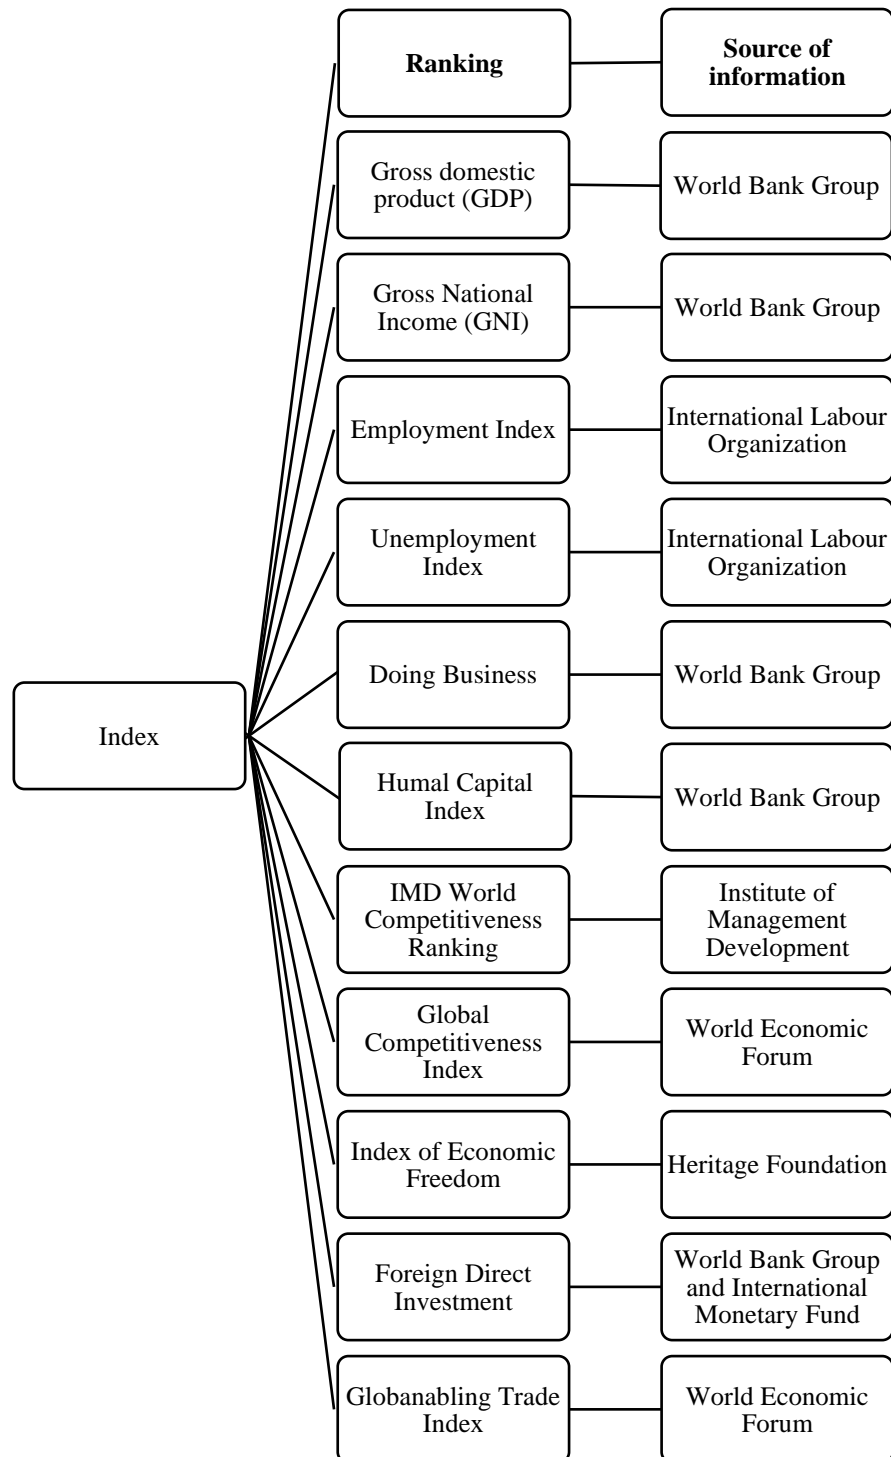 Ranking
Source of
information
Gross domestic
product (GDP)
World Bank Group
Gross National
Income (GNI)
World Bank Group
Employment Index
International Labour
Organization
Unemployment
Index
International Labour
Organization
Doing Business
World Bank Group
Index
Humal Capital
Index
World Bank Group
IMD World
Competitiveness
Ranking
Institute of
Management
Development
Global
Competitiveness
Index
World Economic
Forum
Index of Economic
Freedom
Heritage Foundation
Foreign Direct
Investment
World Bank Group
and International
Monetary Fund
Globanabling Trade
Index
World Economic
Forum